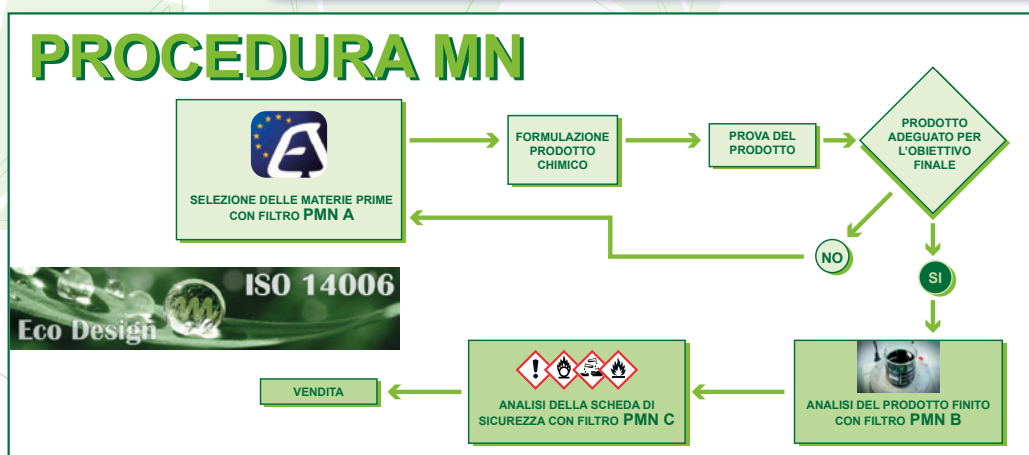 PROCEDURA MN
SELEZIONE DELLE MATERIE PRIME
CON FILTRO PMN A
FORMULAZIONE
PRODOTTO
CHIMICO
PROVA DEL
PRODOTTO
PRODOTTO
ADEGUATO PER
L'OBIETTIVO
FINALE
NO
SI
ISO 14006
Eco Design
VENDITA
ANALISI DELLA SCHEDA DI
SICUREZZA CON FILTRO PMN C
ANALISI DEL PRODOTTO FINITO
CON FILTRO PMN B